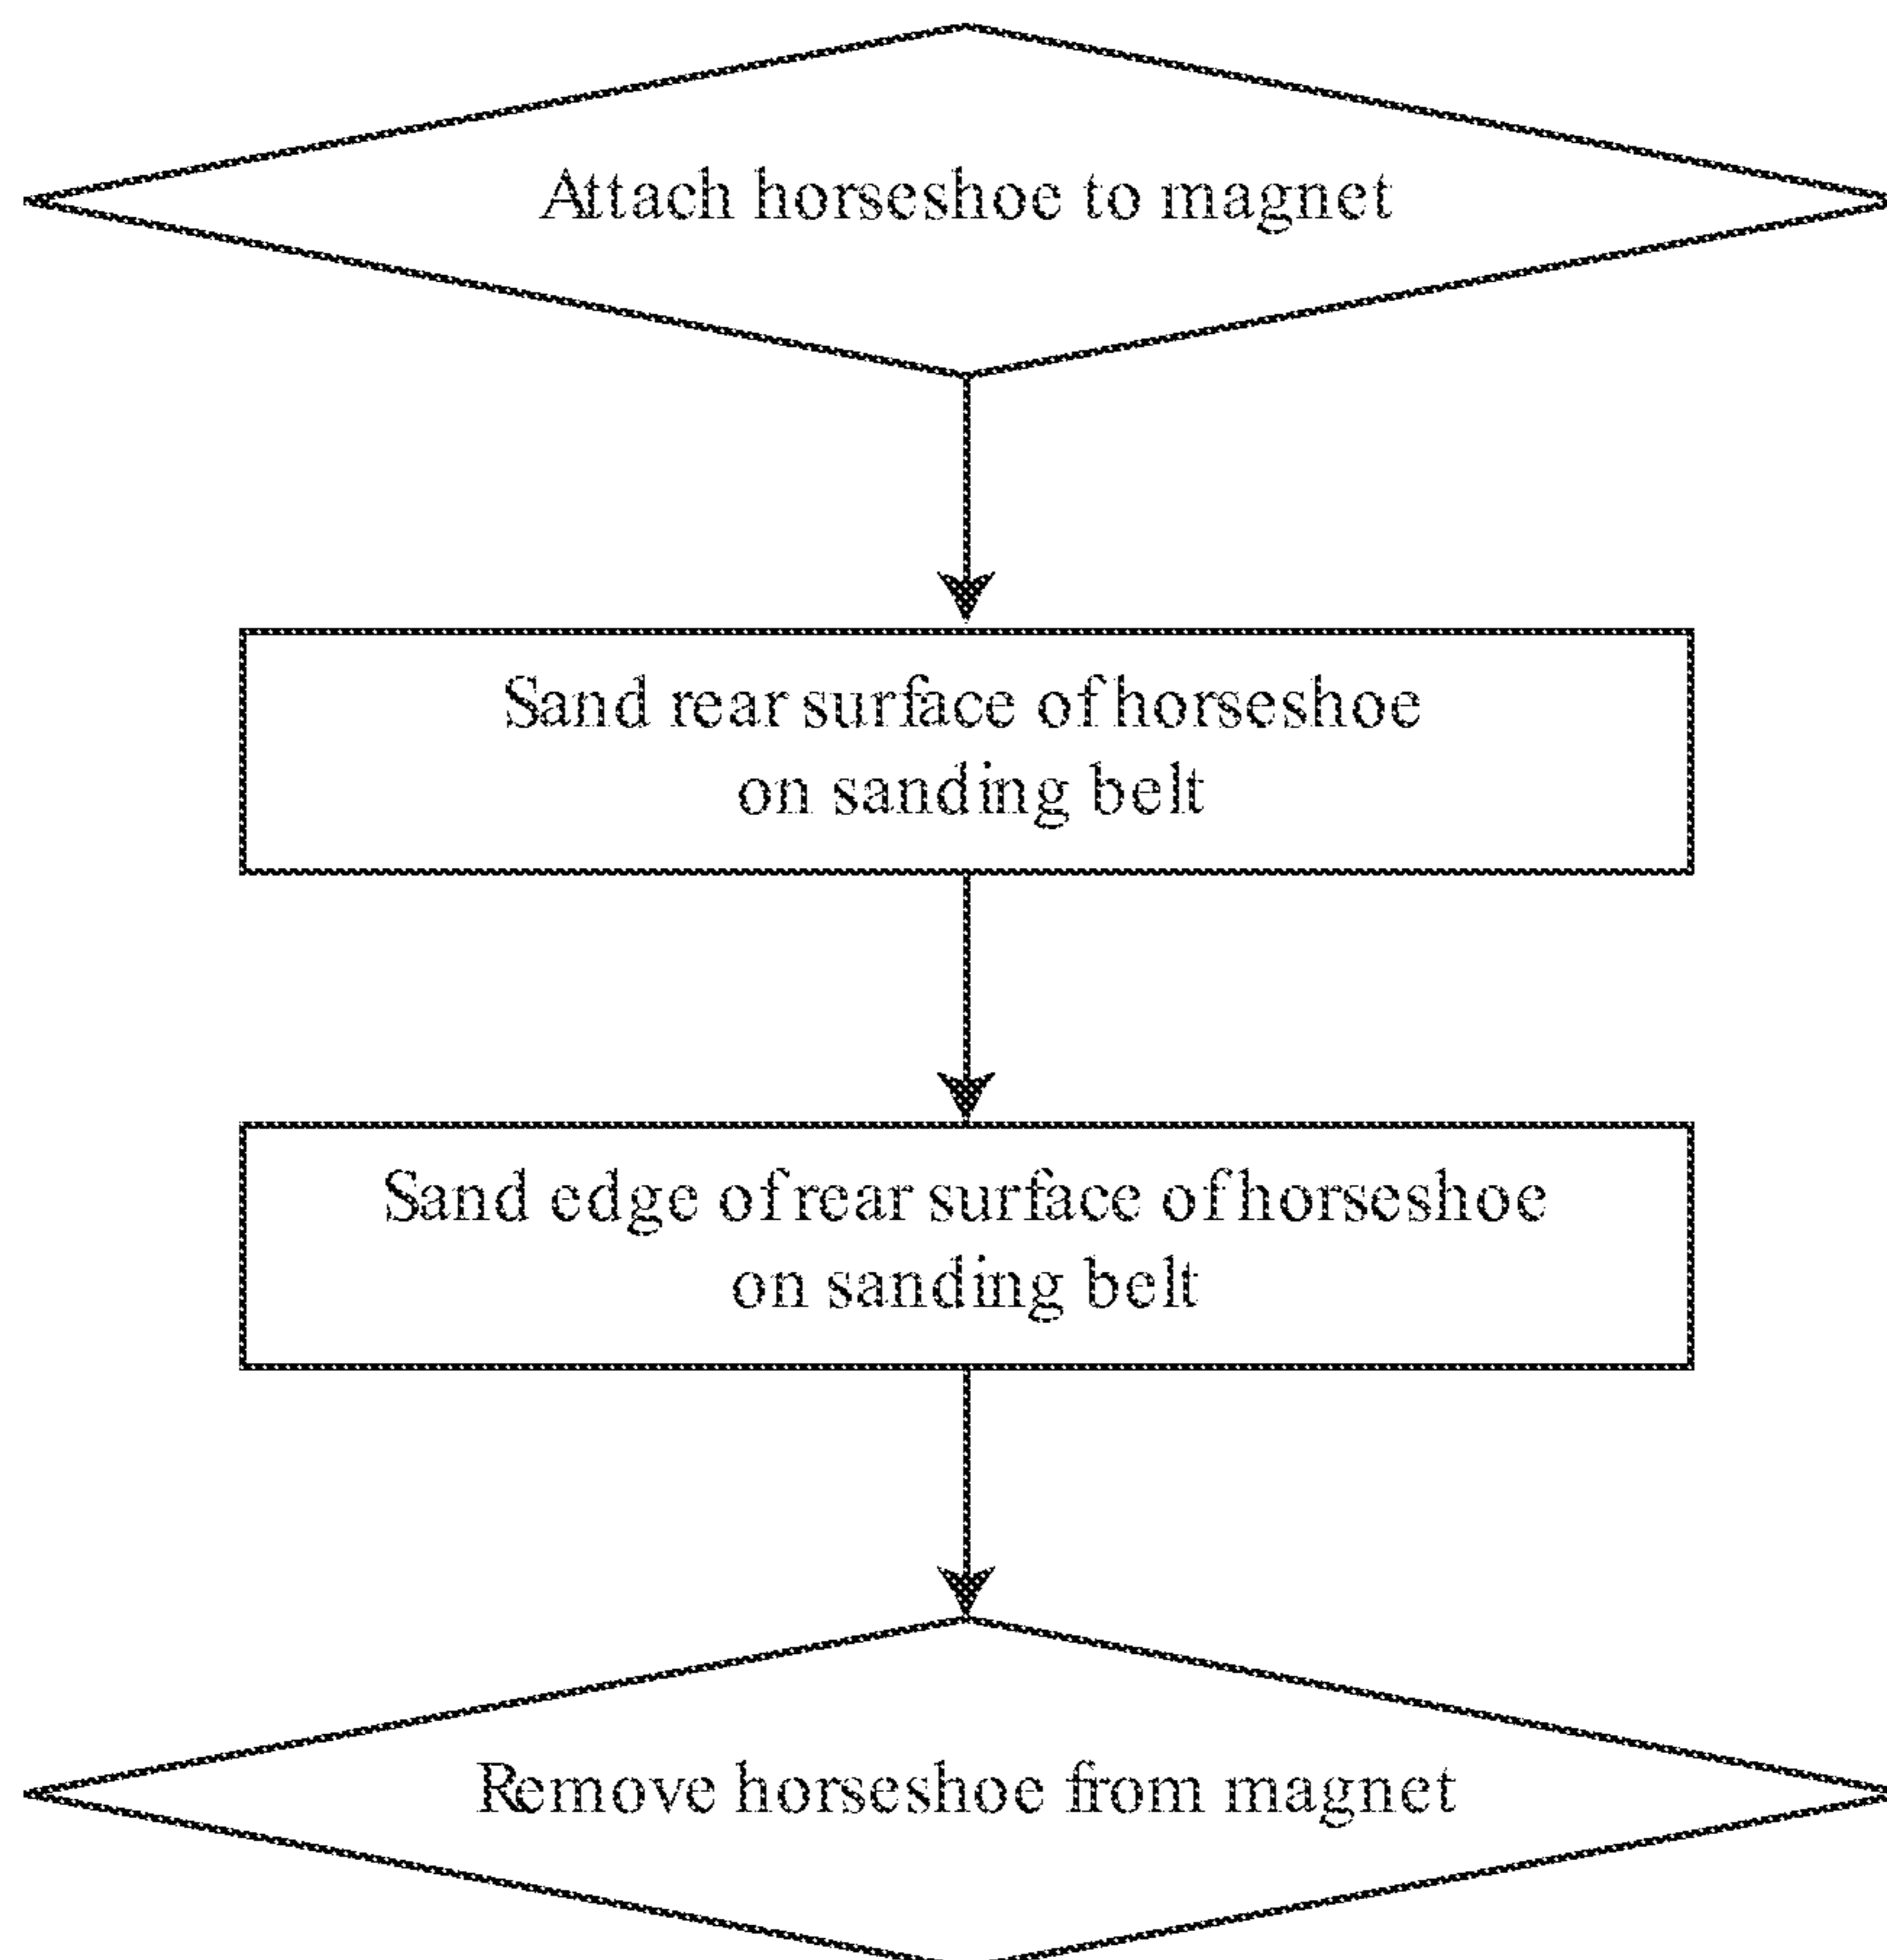 Attach horseshoe to magnet
Sand rear surface of horseshoe
on sanding belt
Sand edge of rear surface of horseshoe
on sanding belt
Remove horseshoe from magnet